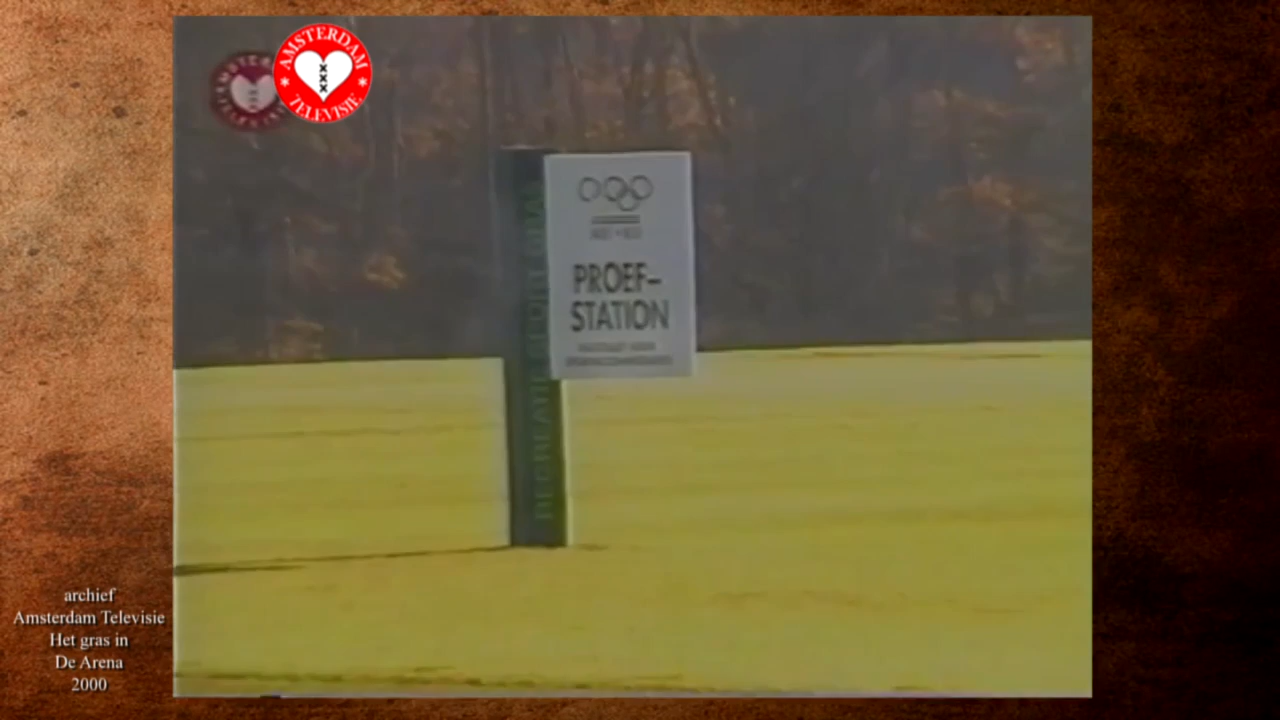 AMSTERDAM
TELEVISIE
PROEF-
STATION
archief
Amsterdam Televisie
Het gras in
De Arena
2000